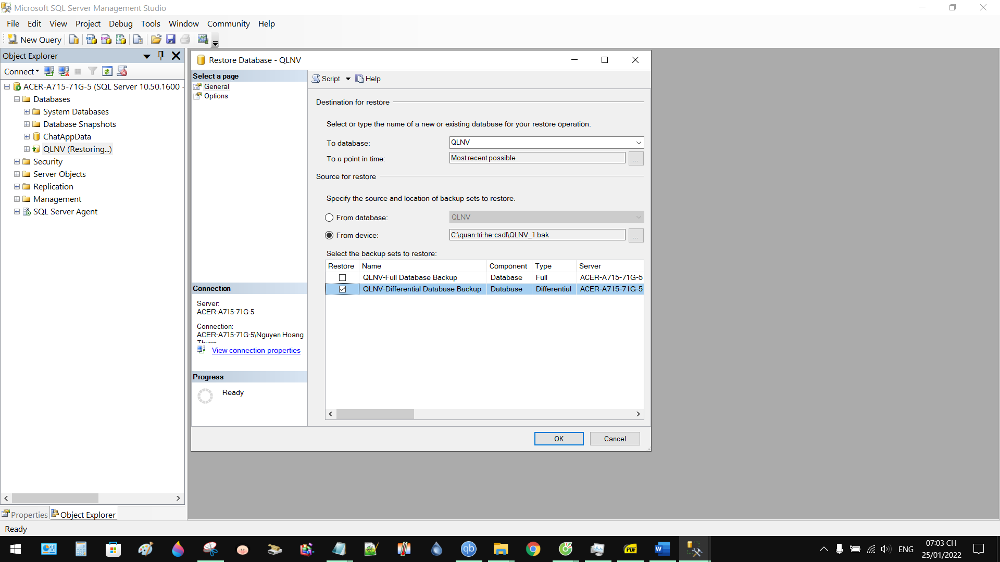 Microsoft SQL Server Management Studio
File Edit View Project Debug Tools Window Community Help
New Query
Object Explorer
Connect
ACER-A715-71G-5 (SQL Server 10.50.1600 -
Databases
System Databases
Database Snapshots
ChatAppData
QLNV (Restoring...)
Security
Server Objects
Replication
Management
SQL Server Agent
Properties
Object Explorer
Ready
Restore Database - QLNV
Select a page
General
Options
Connection
Server:
ACER-A715-71G-5
Connection:
ACER-A715-71G-5\Nguyen Hoang
View connection properties
Progress
Ready
Script Help
Destination for restore
Select or type the name of a new or existing database for your restore operation.
To database: QLNV
To a point in time: Most recent possible ...
Source for restore
Specify the source and location of backup sets to restore.
From database: QLNV
From device: C:\quan-tri-he-csdl\QLNV_1.bak ...
Select the backup sets to restore:
Restore Name Component Type Server
QLNV-Full Database Backup Database Full ACER-A715-71G-5
QLNV-Differential Database Backup Database Differential ACER-A715-71G-5
OK Cancel
qb
PDF
W
ENG
07:03 CH
25/01/2022